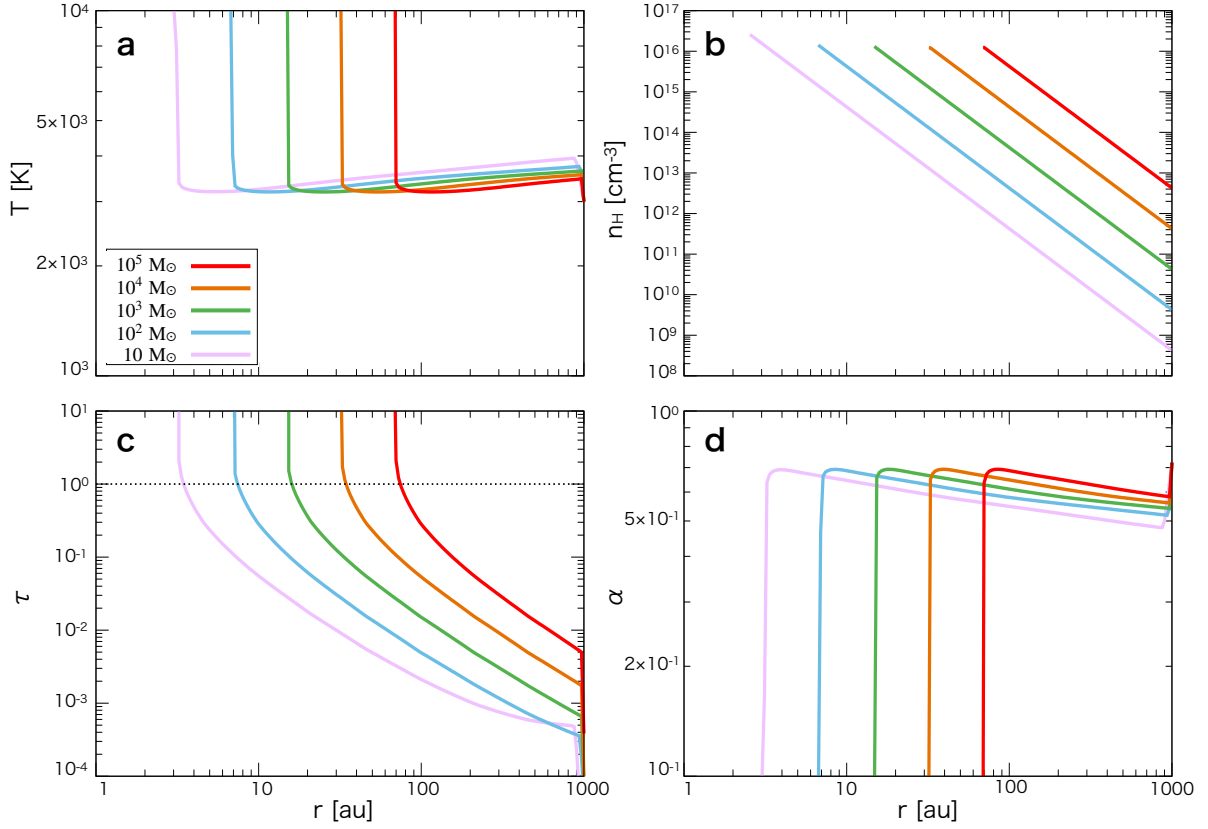 a
T [K]
10⁴
5×10³
2×10³
10³
10⁵ M☉
10⁴ M☉
10³ M☉
10² M☉
10 M☉
b
nH [cm-3]
10¹⁷
10¹⁶
10¹⁵
10¹⁴
10¹³
10¹²
10¹¹
10¹⁰
10⁹
10⁸
c
τ
10¹
10⁰
10⁻¹
10⁻²
10⁻³
10⁻⁴
1 10 100 1000
r [au]
d
α
10⁰
5×10⁻¹
2×10⁻¹
10⁻¹
1 10 100 1000
r [au]